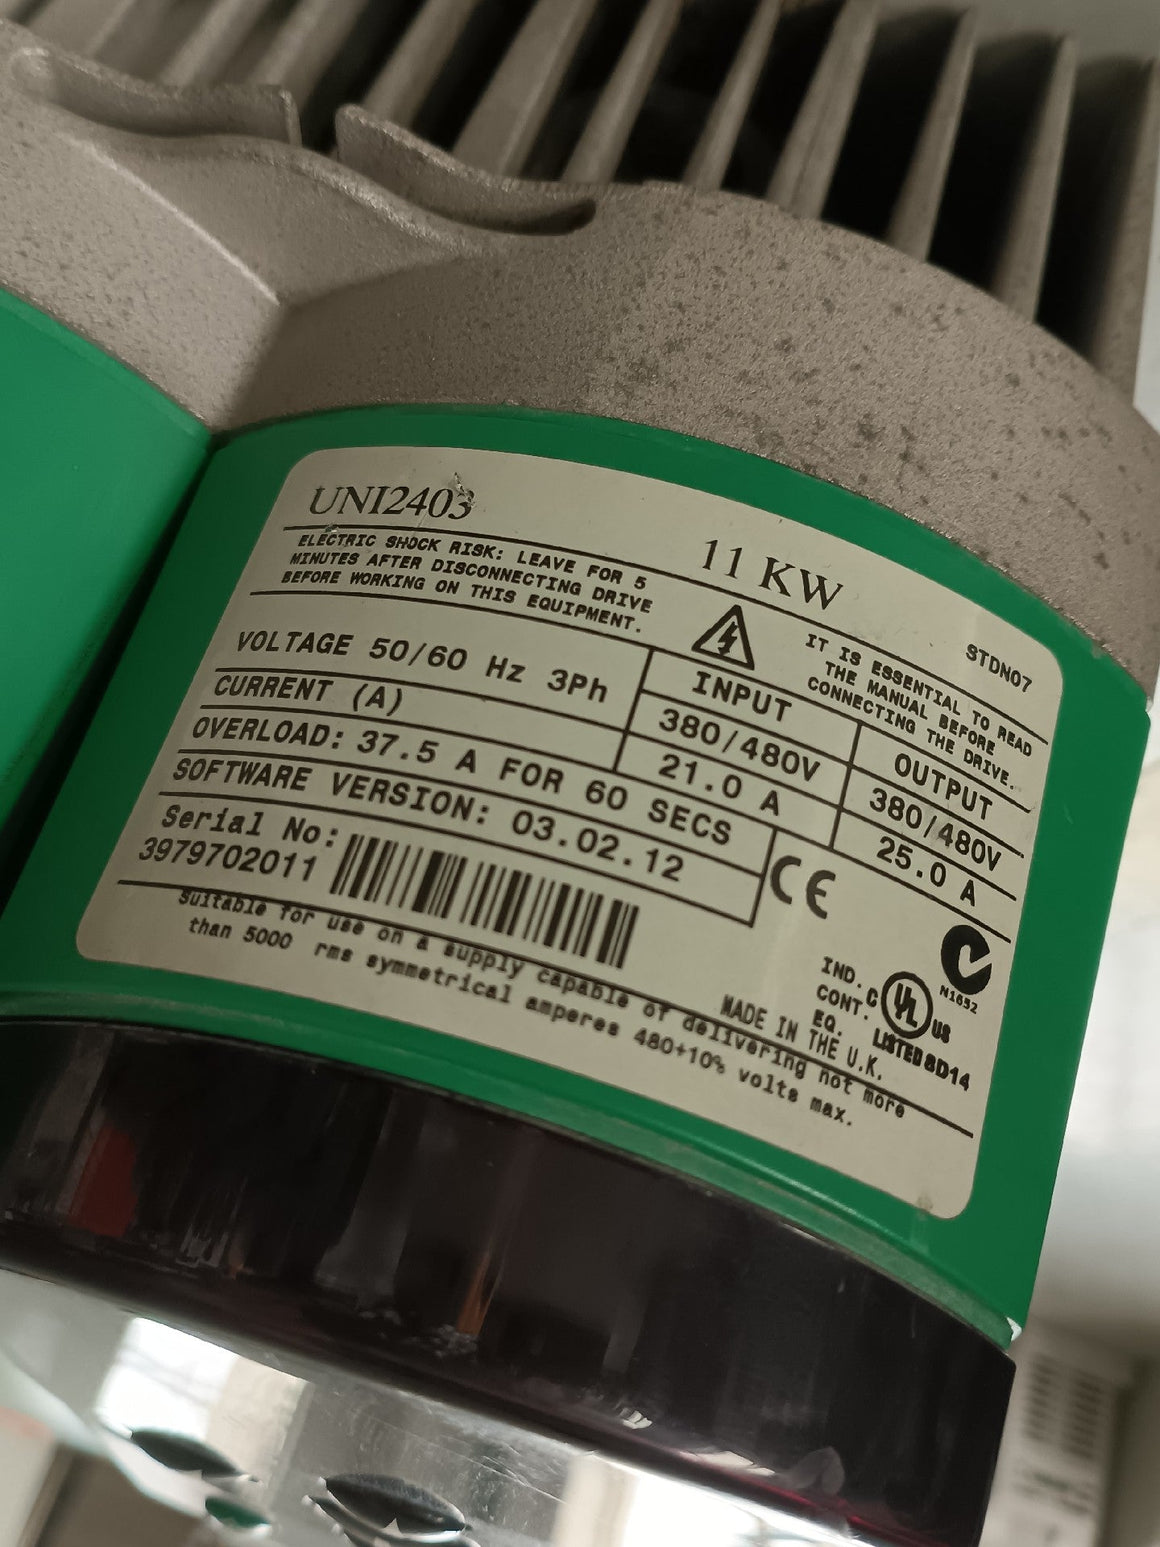 UNI2403
11 KW
STDN07
ELECTRIC SHOCK RISK: LEAVE FOR 5
MINUTES AFTER DISCONNECTING DRIVE
BEFORE WORKING ON THIS EQUIPMENT.
IT IS ESSENTIAL TO READ
THE MANUAL BEFORE
CONNECTING THE DRIVE.
INPUT OUTPUT
VOLTAGE 50/60 Hz 3Ph 380/480V 380/480V
CURRENT (A) 21.0 A 25.0 A
OVERLOAD: 37.5 A FOR 60 SECS
SOFTWARE VERSION: 03.02.12
Serial No:
3979702011
CE
N1652
IND.
CONT.
EQ.
C UL US
LISTED 8D14
MADE IN THE U.K.
Suitable for use on a supply capable of delivering not more
than 5000 rms symmetrical amperes 480+10% volts max.